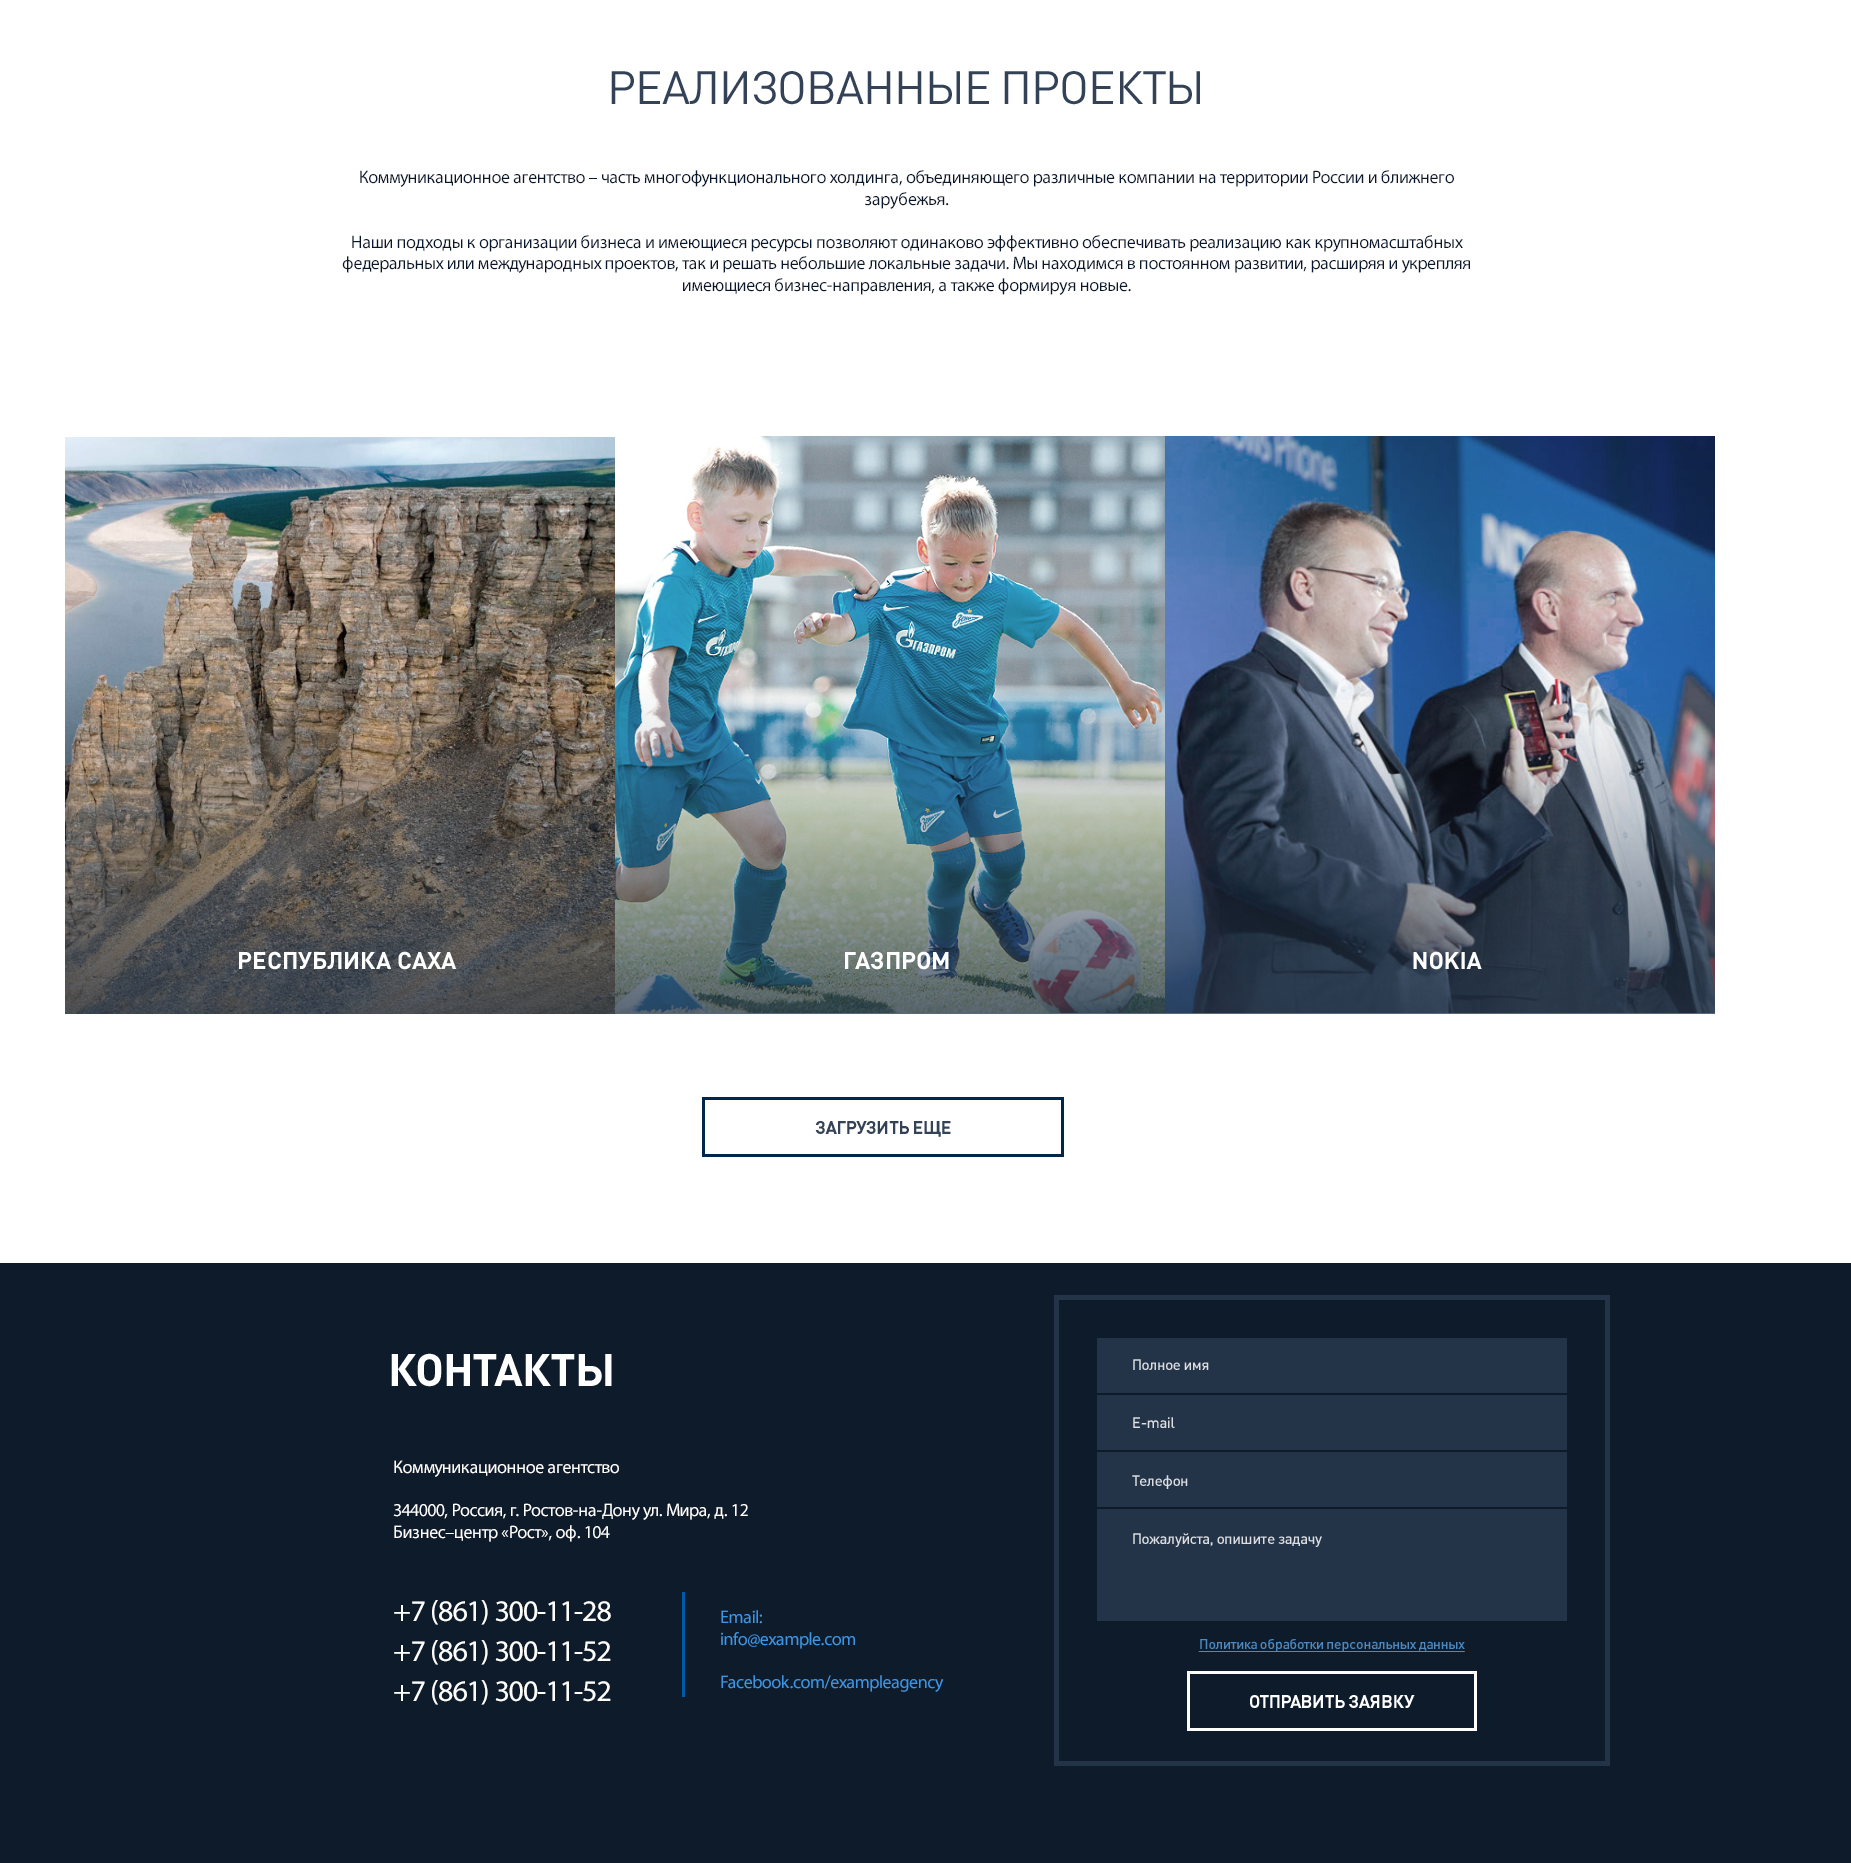 РЕАЛИЗОВАННЫЕ ПРОЕКТЫ
Коммуникационное агентство – часть многофункционального холдинга, объединяющего различные компании на территории России и ближнего
зарубежья.
Наши подходы к организации бизнеса и имеющиеся ресурсы позволяют одинаково эффективно обеспечивать реализацию как крупномасштабных
федеральных или международных проектов, так и решать небольшие локальные задачи. Мы находимся в постоянном развитии, расширяя и укрепляя
имеющиеся бизнес-направления, а также формируя новые.
Phone
ГАЗПРОМ
РЕСПУБЛИКА САХА
ГАЗПРОМ
NOKIA
ЗАГРУЗИТЬ ЕЩЕ
КОНТАКТЫ
Коммуникационное агентство
344000, Россия, г. Ростов-на-Дону ул. Мира, д. 12
Бизнес–центр «Рост», оф. 104
+7 (861) 300-11-28
+7 (861) 300-11-52
+7 (861) 300-11-52
Email:
info@example.com
Facebook.com/exampleagency
Полное имя
E-mail
Телефон
Пожалуйста, опишите задачу
Политика обработки персональных данных
ОТПРАВИТЬ ЗАЯВКУ